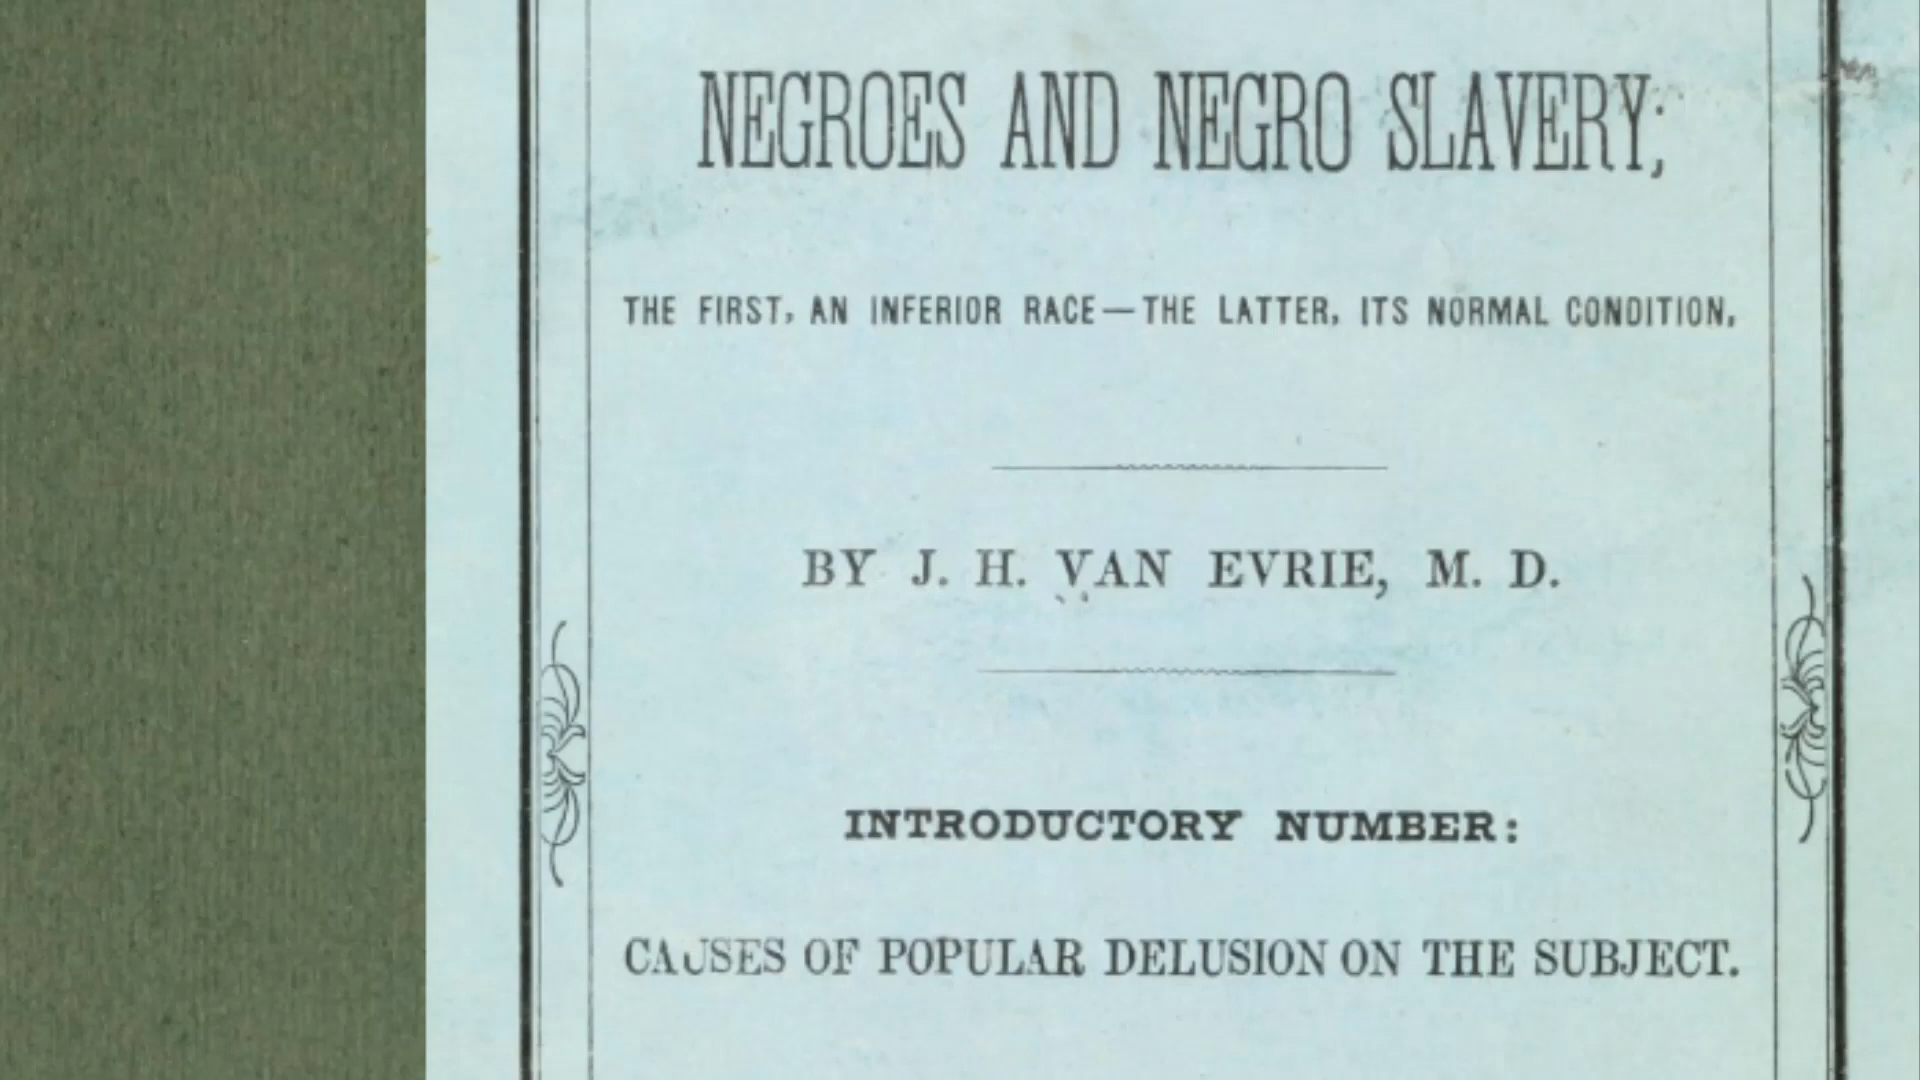 NEGROES AND NEGRO SLAVERY;
THE FIRST, AN INFERIOR RACE—THE LATTER, ITS NORMAL CONDITION,
BY J. H. VAN EVRIE, M. D.
INTRODUCTORY NUMBER:
CAUSES OF POPULAR DELUSION ON THE SUBJECT.